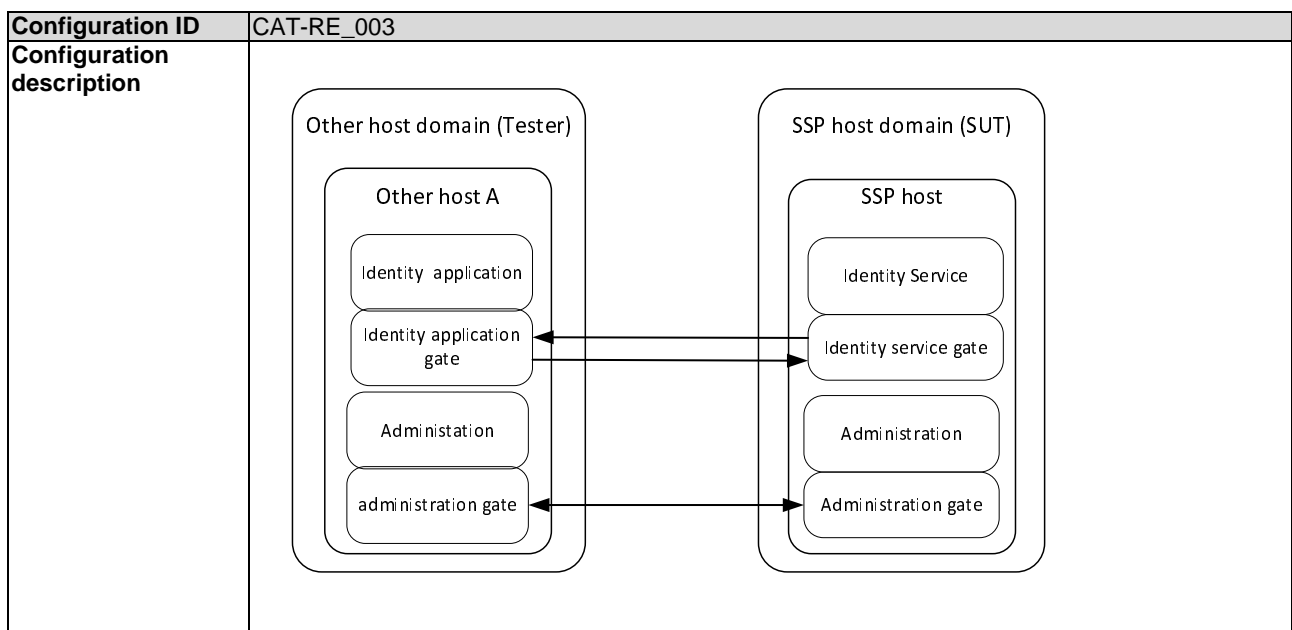 Configuration ID CAT-RE_003
Configuration
description
Other host domain (Tester)
Other host A
Identity application
Identity application
gate
Administation
administration gate
SSP host domain (SUT)
SSP host
Identity Service
Identity service gate
Administration
Administration gate